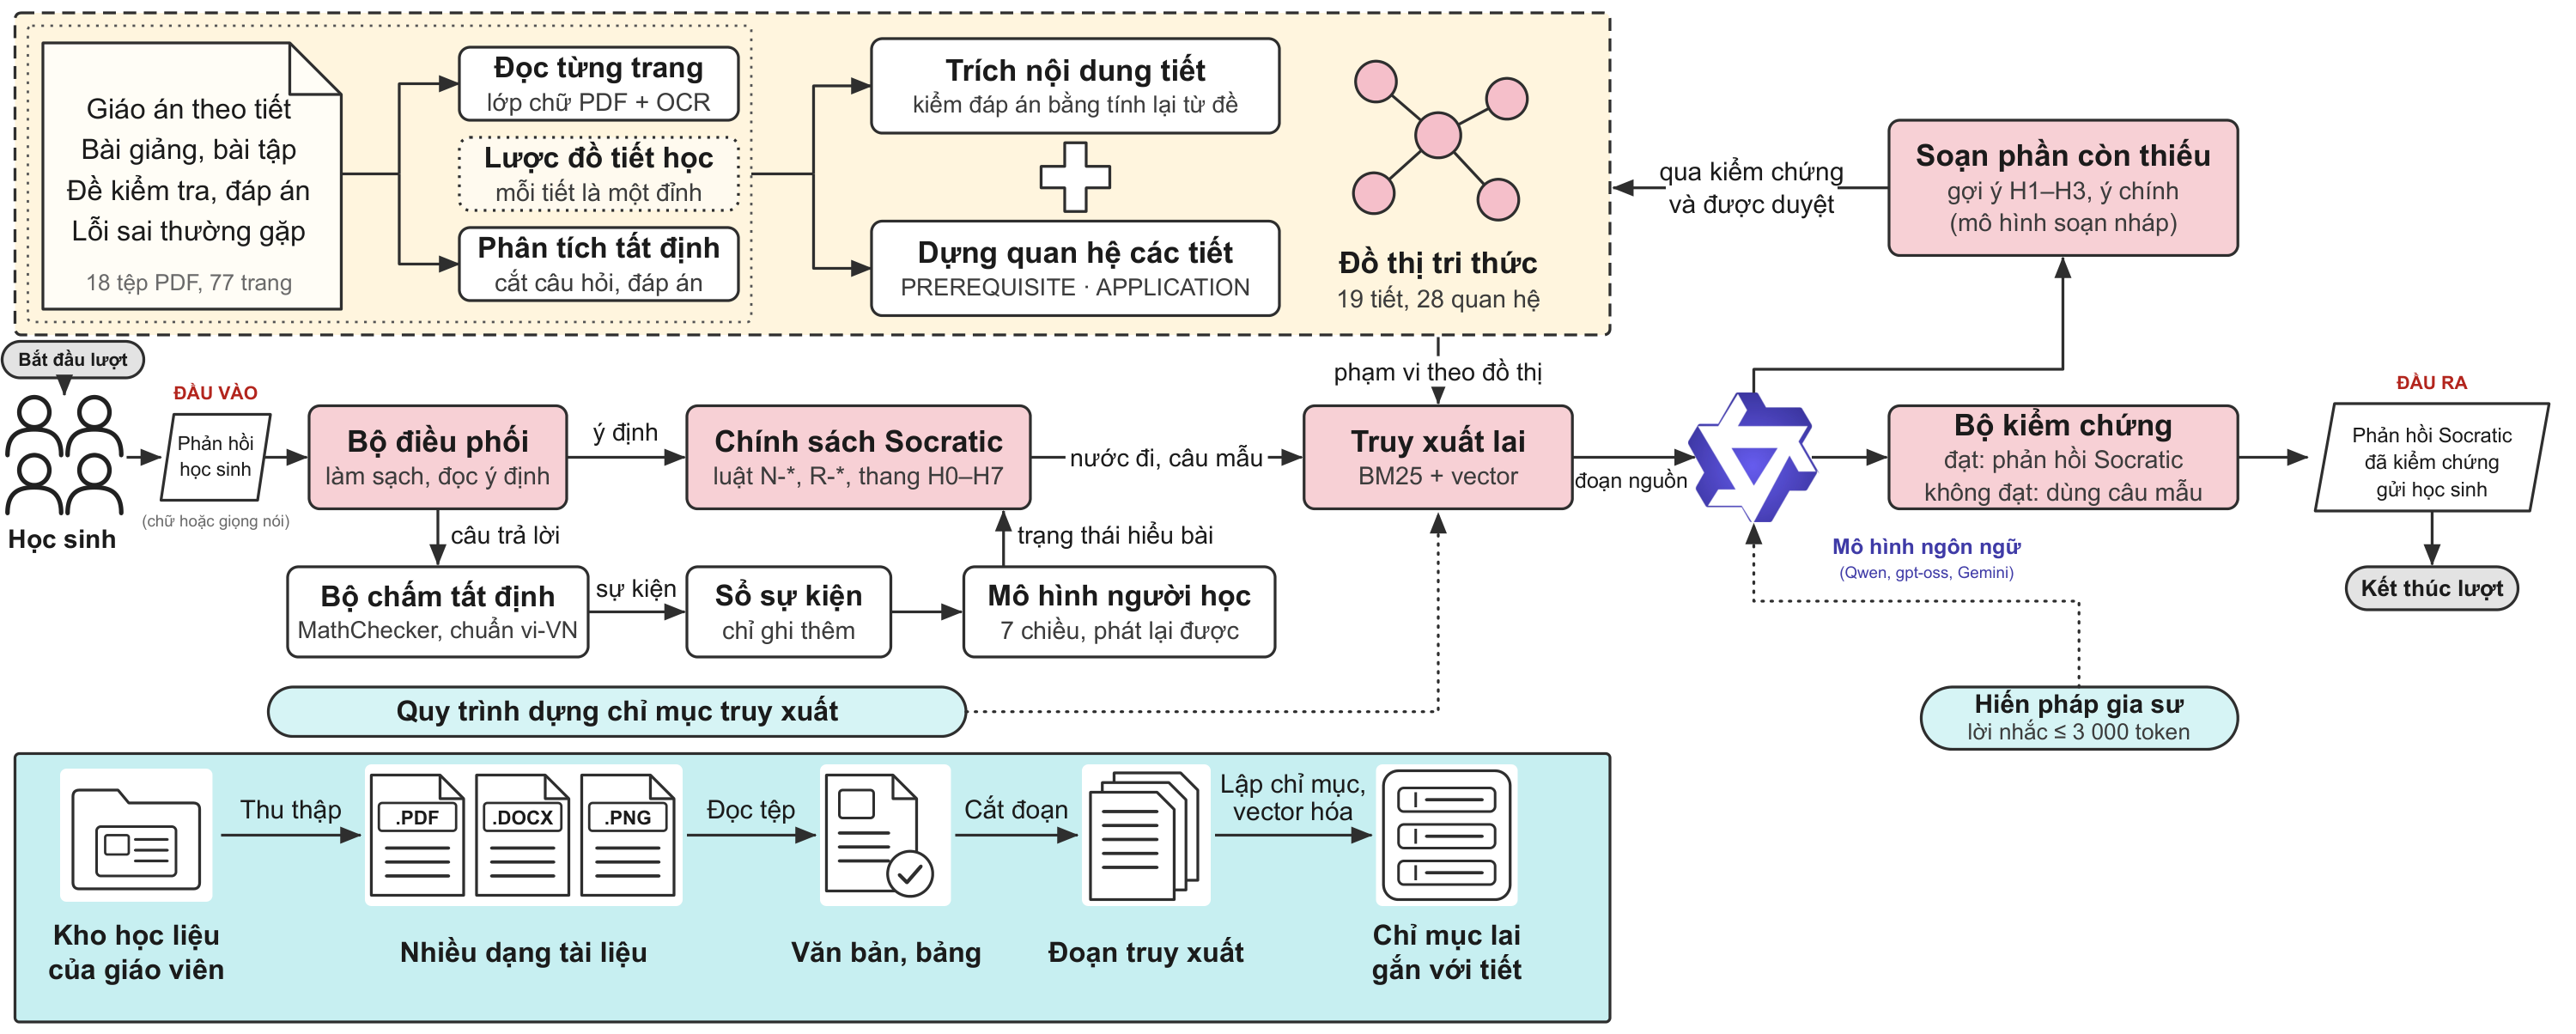 Giáo án theo tiết
Bài giảng, bài tập
Đề kiểm tra, đáp án
Lỗi sai thường gặp
18 tệp PDF, 77 trang
Đọc từng trang
lớp chữ PDF + OCR
Lược đồ tiết học
mỗi tiết là một đỉnh
Phân tích tất định
cắt câu hỏi, đáp án
Trích nội dung tiết
kiểm đáp án bằng tính lại từ đề
Dựng quan hệ các tiết
PREREQUISITE · APPLICATION
Đồ thị tri thức
19 tiết, 28 quan hệ
qua kiểm chứng
và được duyệt
Soạn phần còn thiếu
gợi ý H1–H3, ý chính
(mô hình soạn nháp)
Bắt đầu lượt
Học sinh
ĐẦU VÀO
Phản hồi
học sinh
(chữ hoặc giọng nói)
Bộ điều phối
làm sạch, đọc ý định
ý định
Chính sách Socratic
luật N-*, R-*, thang H0–H7
nước đi, câu mẫu
phạm vi theo đồ thị
Truy xuất lai
BM25 + vector
đoạn nguồn
Mô hình ngôn ngữ
(Qwen, gpt-oss, Gemini)
Bộ kiểm chứng
đạt: phản hồi Socratic
không đạt: dùng câu mẫu
ĐẦU RA
Phản hồi Socratic
đã kiểm chứng
gửi học sinh
Kết thúc lượt
câu trả lời
Bộ chấm tất định
MathChecker, chuẩn vi-VN
sự kiện
Sổ sự kiện
chỉ ghi thêm
trạng thái hiểu bài
Mô hình người học
7 chiều, phát lại được
Quy trình dựng chỉ mục truy xuất
Hiến pháp gia sư
lời nhắc ≤ 3 000 token
Kho học liệu
của giáo viên
Thu thập
.PDF
.DOCX
.PNG
Nhiều dạng tài liệu
Đọc tệp
Văn bản, bảng
Cắt đoạn
Đoạn truy xuất
Lập chỉ mục,
vector hóa
Chỉ mục lai
gắn với tiết